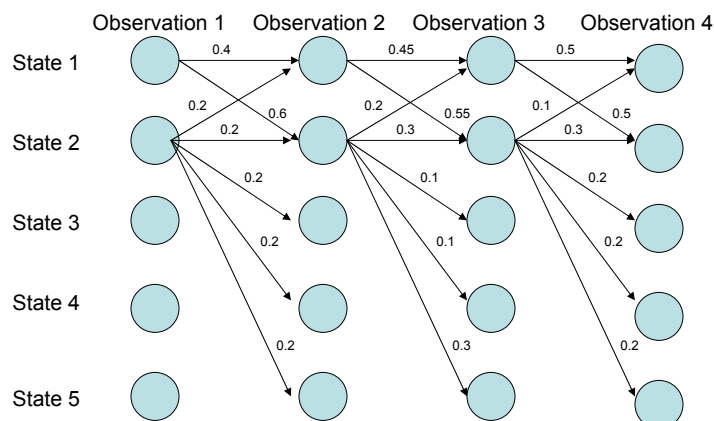 Observation 1 Observation 2 Observation 3 Observation 4
State 1
0.4 0.45 0.5
0.2 0.6 0.2 0.55 0.1 0.5
State 2
0.2 0.3 0.3
0.2 0.1 0.2
State 3
0.2 0.1 0.2
State 4
0.2 0.3 0.2
State 5